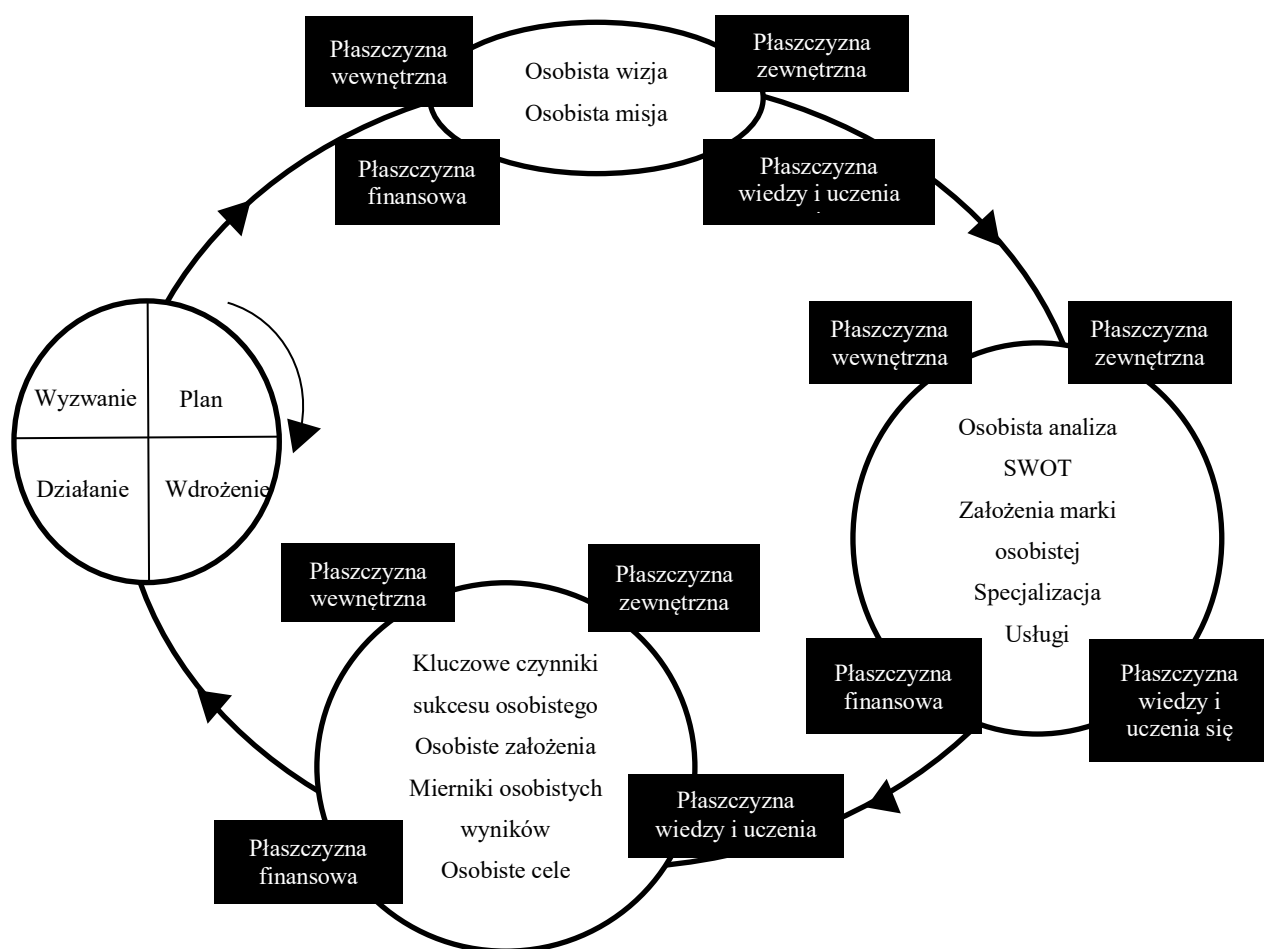 Płaszczyzna
wewnętrzna
Osobista wizja
Osobista misja
Płaszczyzna
zewnętrzna
Płaszczyzna
finansowa
Płaszczyzna
wiedzy i uczenia
Płaszczyzna
wewnętrzna
Płaszczyzna
zewnętrzna
Osobista analiza
SWOT
Założenia marki
osobistej
Specjalizacja
Usługi
Płaszczyzna
finansowa
Płaszczyzna
wiedzy i
uczenia się
Płaszczyzna
wewnętrzna
Płaszczyzna
zewnętrzna
Kluczowe czynniki
sukcesu osobistego
Osobiste założenia
Mierniki osobistych
wyników
Osobiste cele
Płaszczyzna
finansowa
Płaszczyzna
wiedzy i uczenia
Wyzwanie
Plan
Działanie
Wdrożenie